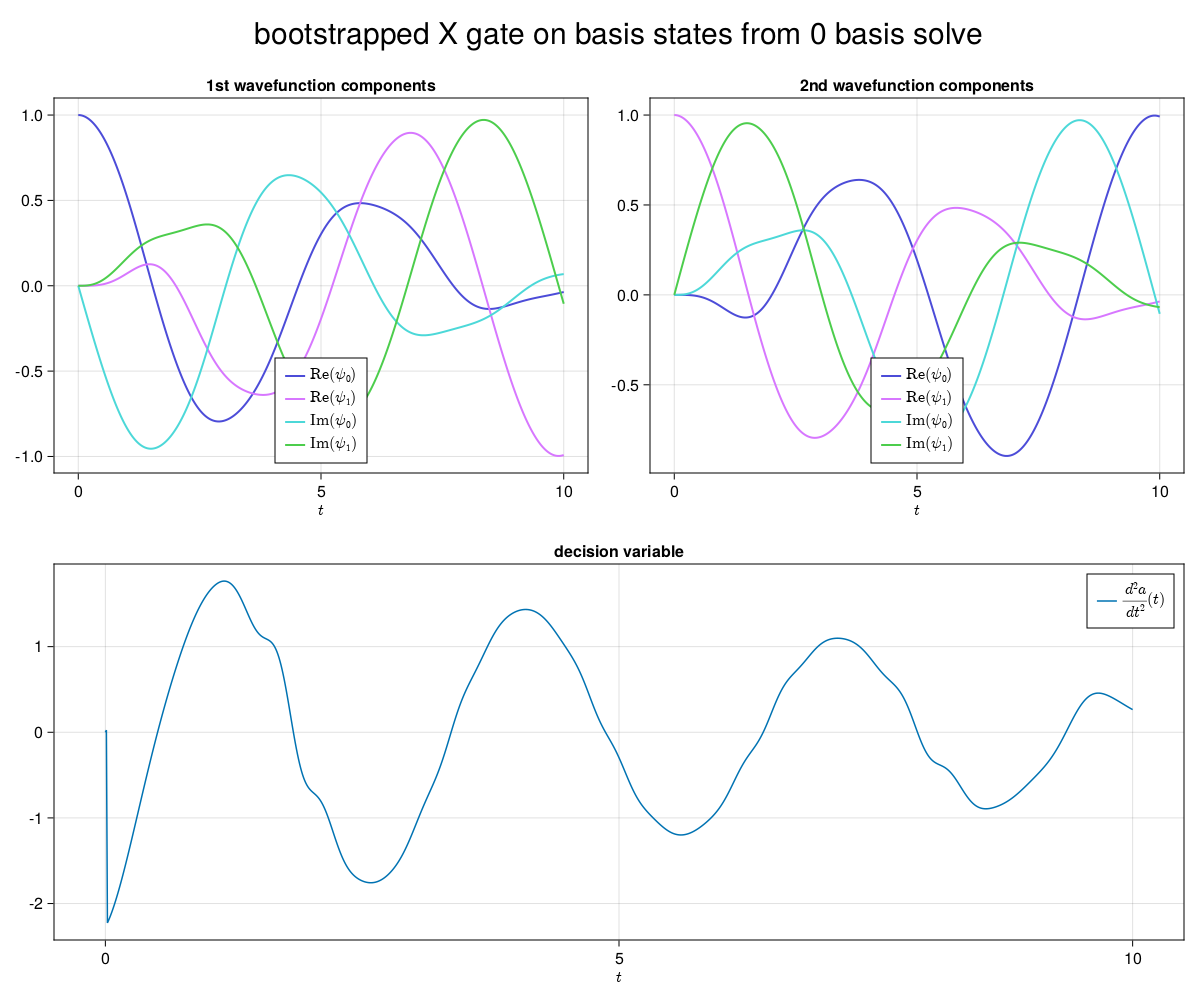 bootstrapped X gate on basis states from 0 basis solve
1st wavefunction components
1.0
0.5
0.0
-0.5
-1.0
Re(ψ₀)
Re(ψ₁)
Im(ψ₀)
Im(ψ₁)
0 5 10
t
2nd wavefunction components
1.0
0.5
0.0
-0.5
Re(ψ₀)
Re(ψ₁)
Im(ψ₀)
Im(ψ₁)
0 5 10
t
decision variable
1
0
-1
-2
d²a/dt²(t)
0 5 10
t